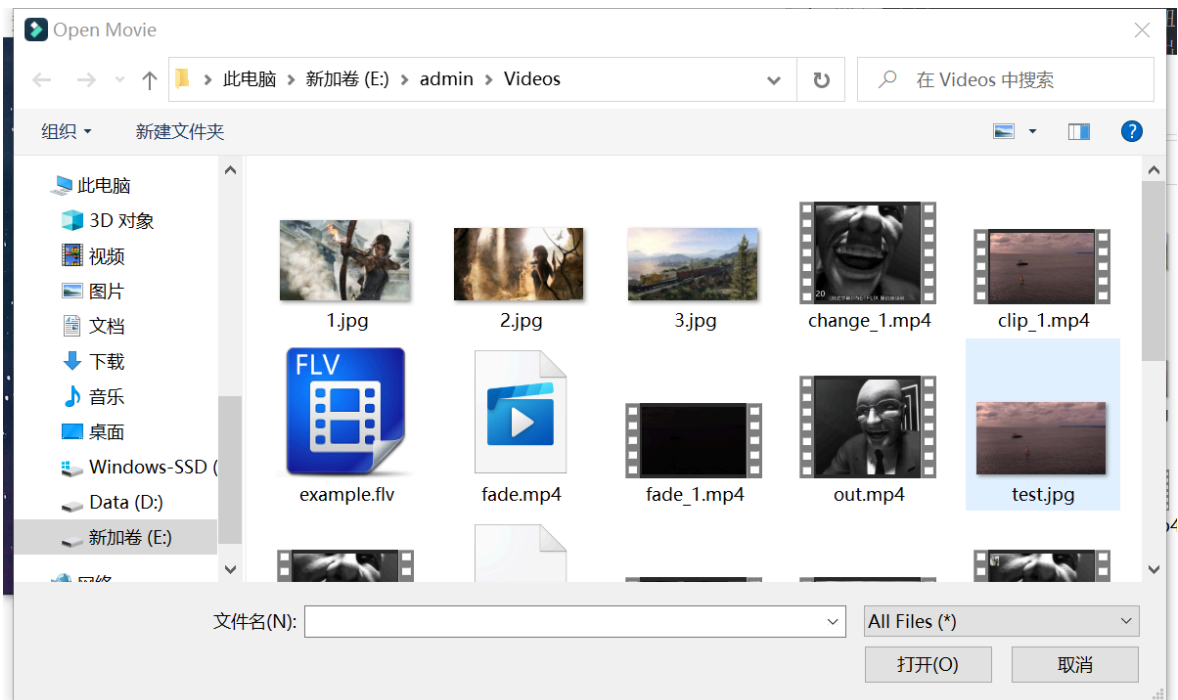 Open Movie
此电脑 新加卷 (E:) admin Videos
在 Videos 中搜索
组织 新建文件夹
此电脑
3D 对象
视频
图片
文档
下载
音乐
桌面
Windows-SSD (
Data (D:)
新加卷 (E:)
1.jpg 2.jpg 3.jpg change_1.mp4 clip_1.mp4
FLV
example.flv fade.mp4 fade_1.mp4 out.mp4 test.jpg
文件名(N):
All Files (*)
打开(O) 取消